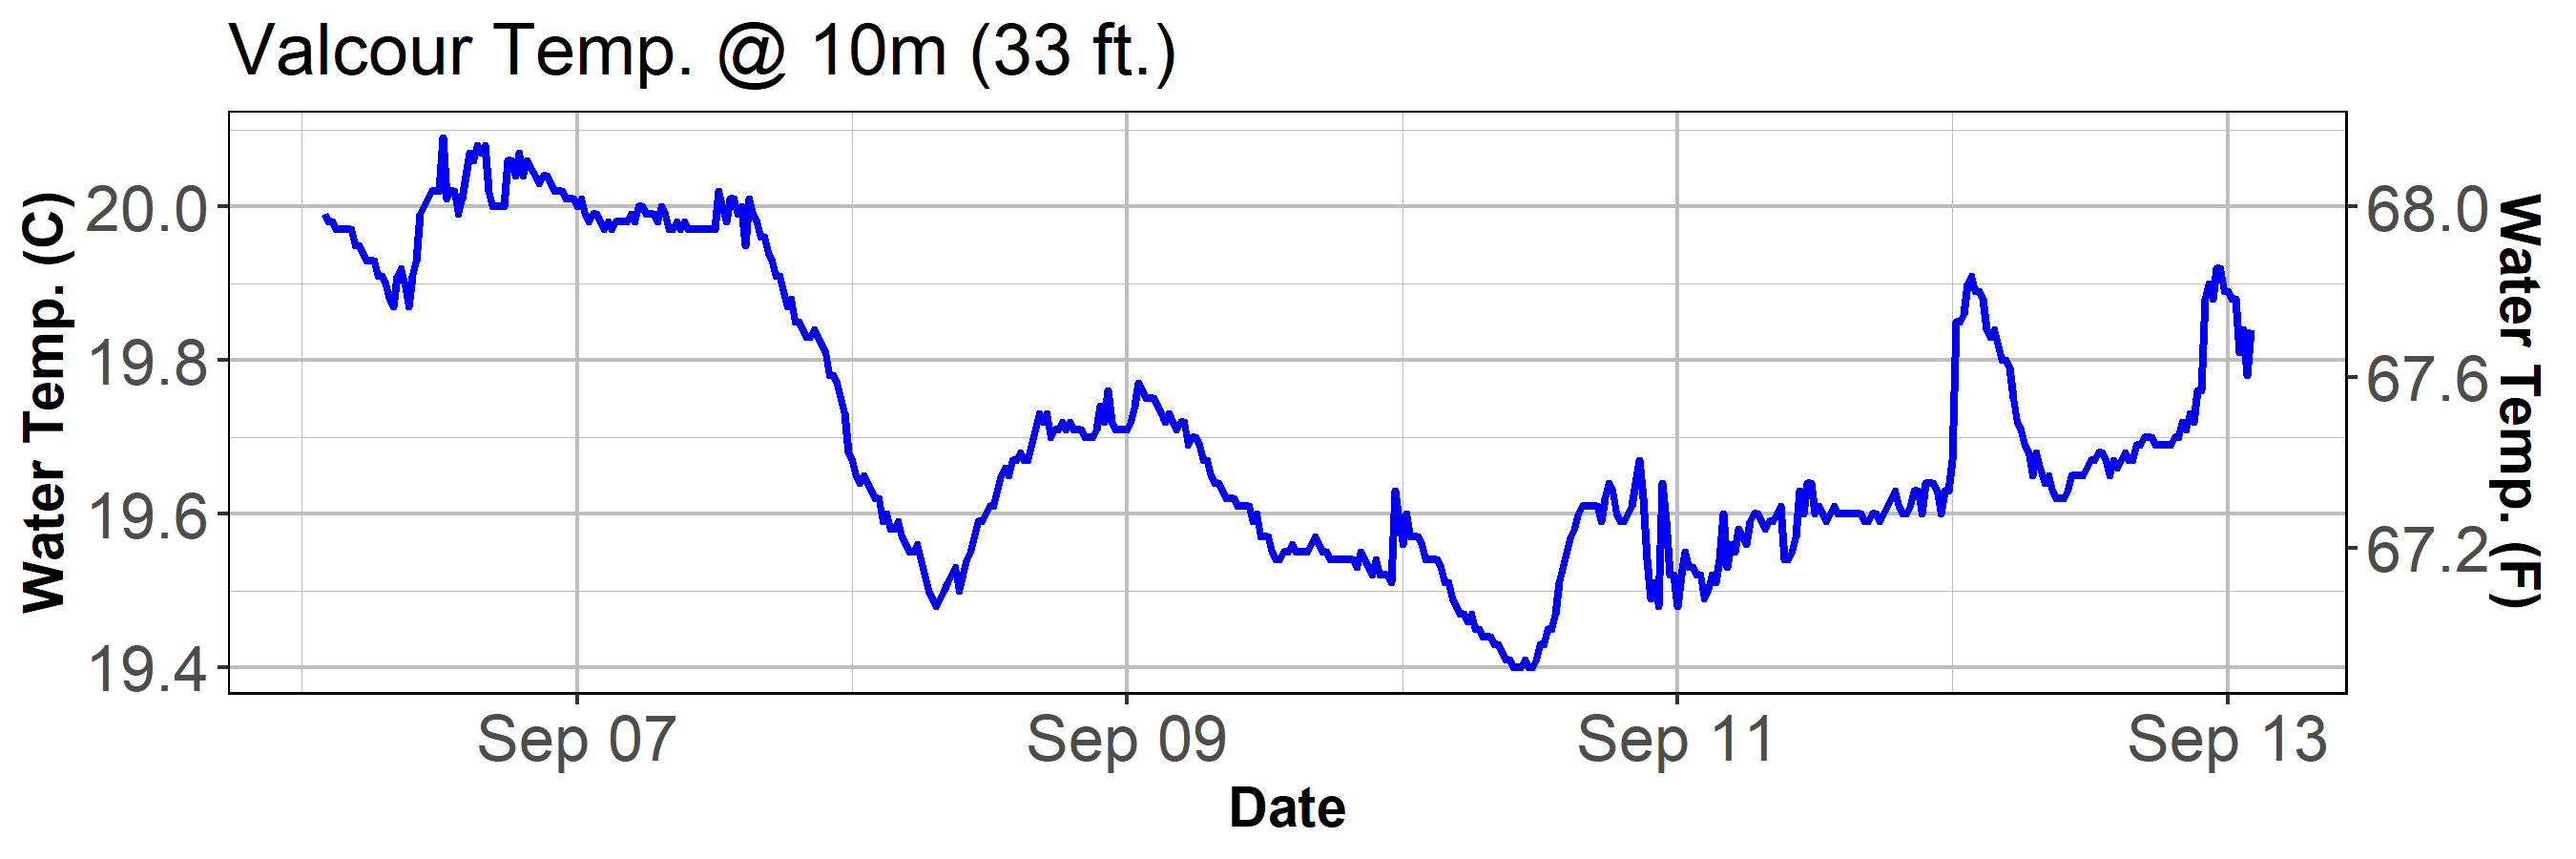 Valcour Temp. @ 10m (33 ft.)
Water Temp. (C)
20.0
19.8
19.6
19.4
68.0
67.6
67.2
Water Temp. (F)
Sep 07 Sep 09 Sep 11 Sep 13
Date